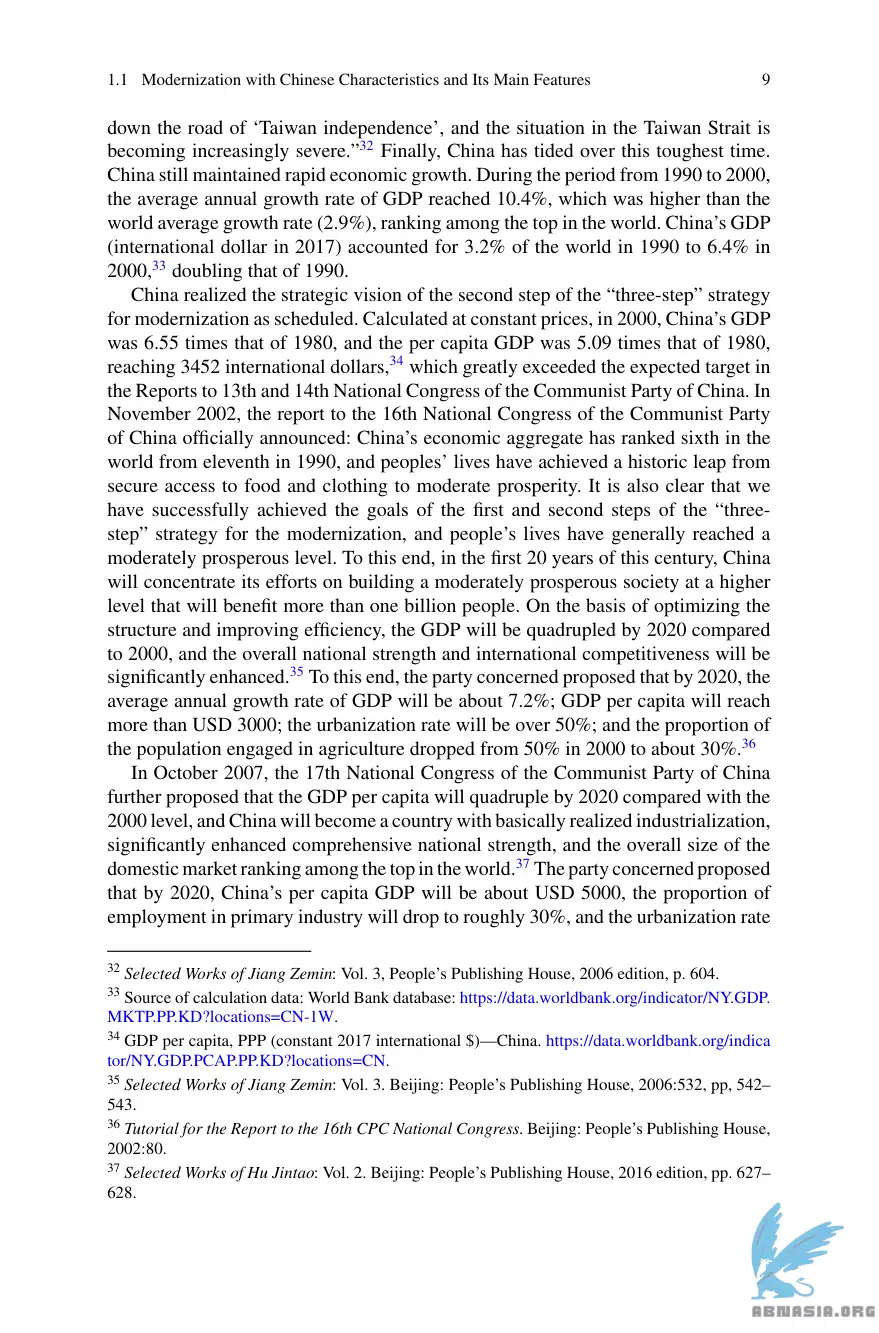 1.1 Modernization with Chinese Characteristics and Its Main Features 9
down the road of ‘Taiwan independence’, and the situation in the Taiwan Strait is
becoming increasingly severe.”32 Finally, China has tided over this toughest time.
China still maintained rapid economic growth. During the period from 1990 to 2000,
the average annual growth rate of GDP reached 10.4%, which was higher than the
world average growth rate (2.9%), ranking among the top in the world. China’s GDP
(international dollar in 2017) accounted for 3.2% of the world in 1990 to 6.4% in
2000,33 doubling that of 1990.
China realized the strategic vision of the second step of the “three-step” strategy
for modernization as scheduled. Calculated at constant prices, in 2000, China’s GDP
was 6.55 times that of 1980, and the per capita GDP was 5.09 times that of 1980,
reaching 3452 international dollars,34 which greatly exceeded the expected target in
the Reports to 13th and 14th National Congress of the Communist Party of China. In
November 2002, the report to the 16th National Congress of the Communist Party
of China officially announced: China’s economic aggregate has ranked sixth in the
world from eleventh in 1990, and peoples’ lives have achieved a historic leap from
secure access to food and clothing to moderate prosperity. It is also clear that we
have successfully achieved the goals of the first and second steps of the “three-
step” strategy for the modernization, and people’s lives have generally reached a
moderately prosperous level. To this end, in the first 20 years of this century, China
will concentrate its efforts on building a moderately prosperous society at a higher
level that will benefit more than one billion people. On the basis of optimizing the
structure and improving efficiency, the GDP will be quadrupled by 2020 compared
to 2000, and the overall national strength and international competitiveness will be
significantly enhanced.35 To this end, the party concerned proposed that by 2020, the
average annual growth rate of GDP will be about 7.2%; GDP per capita will reach
more than USD 3000; the urbanization rate will be over 50%; and the proportion of
the population engaged in agriculture dropped from 50% in 2000 to about 30%.36
In October 2007, the 17th National Congress of the Communist Party of China
further proposed that the GDP per capita will quadruple by 2020 compared with the
2000 level, and China will become a country with basically realized industrialization,
significantly enhanced comprehensive national strength, and the overall size of the
domestic market ranking among the top in the world.37 The party concerned proposed
that by 2020, China’s per capita GDP will be about USD 5000, the proportion of
employment in primary industry will drop to roughly 30%, and the urbanization rate
32 Selected Works of Jiang Zemin: Vol. 3, People’s Publishing House, 2006 edition, p. 604.
33 Source of calculation data: World Bank database: https://data.worldbank.org/indicator/NY.GDP.
MKTP.PP.KD?locations=CN-1W.
34 GDP per capita, PPP (constant 2017 international $)—China. https://data.worldbank.org/indica
tor/NY.GDP.PCAP.PP.KD?locations=CN.
35 Selected Works of Jiang Zemin: Vol. 3. Beijing: People’s Publishing House, 2006:532, pp, 542–
543.
36 Tutorial for the Report to the 16th CPC National Congress. Beijing: People’s Publishing House,
2002:80.
37 Selected Works of Hu Jintao: Vol. 2. Beijing: People’s Publishing House, 2016 edition, pp. 627–
628.
ABNASIA.ORG